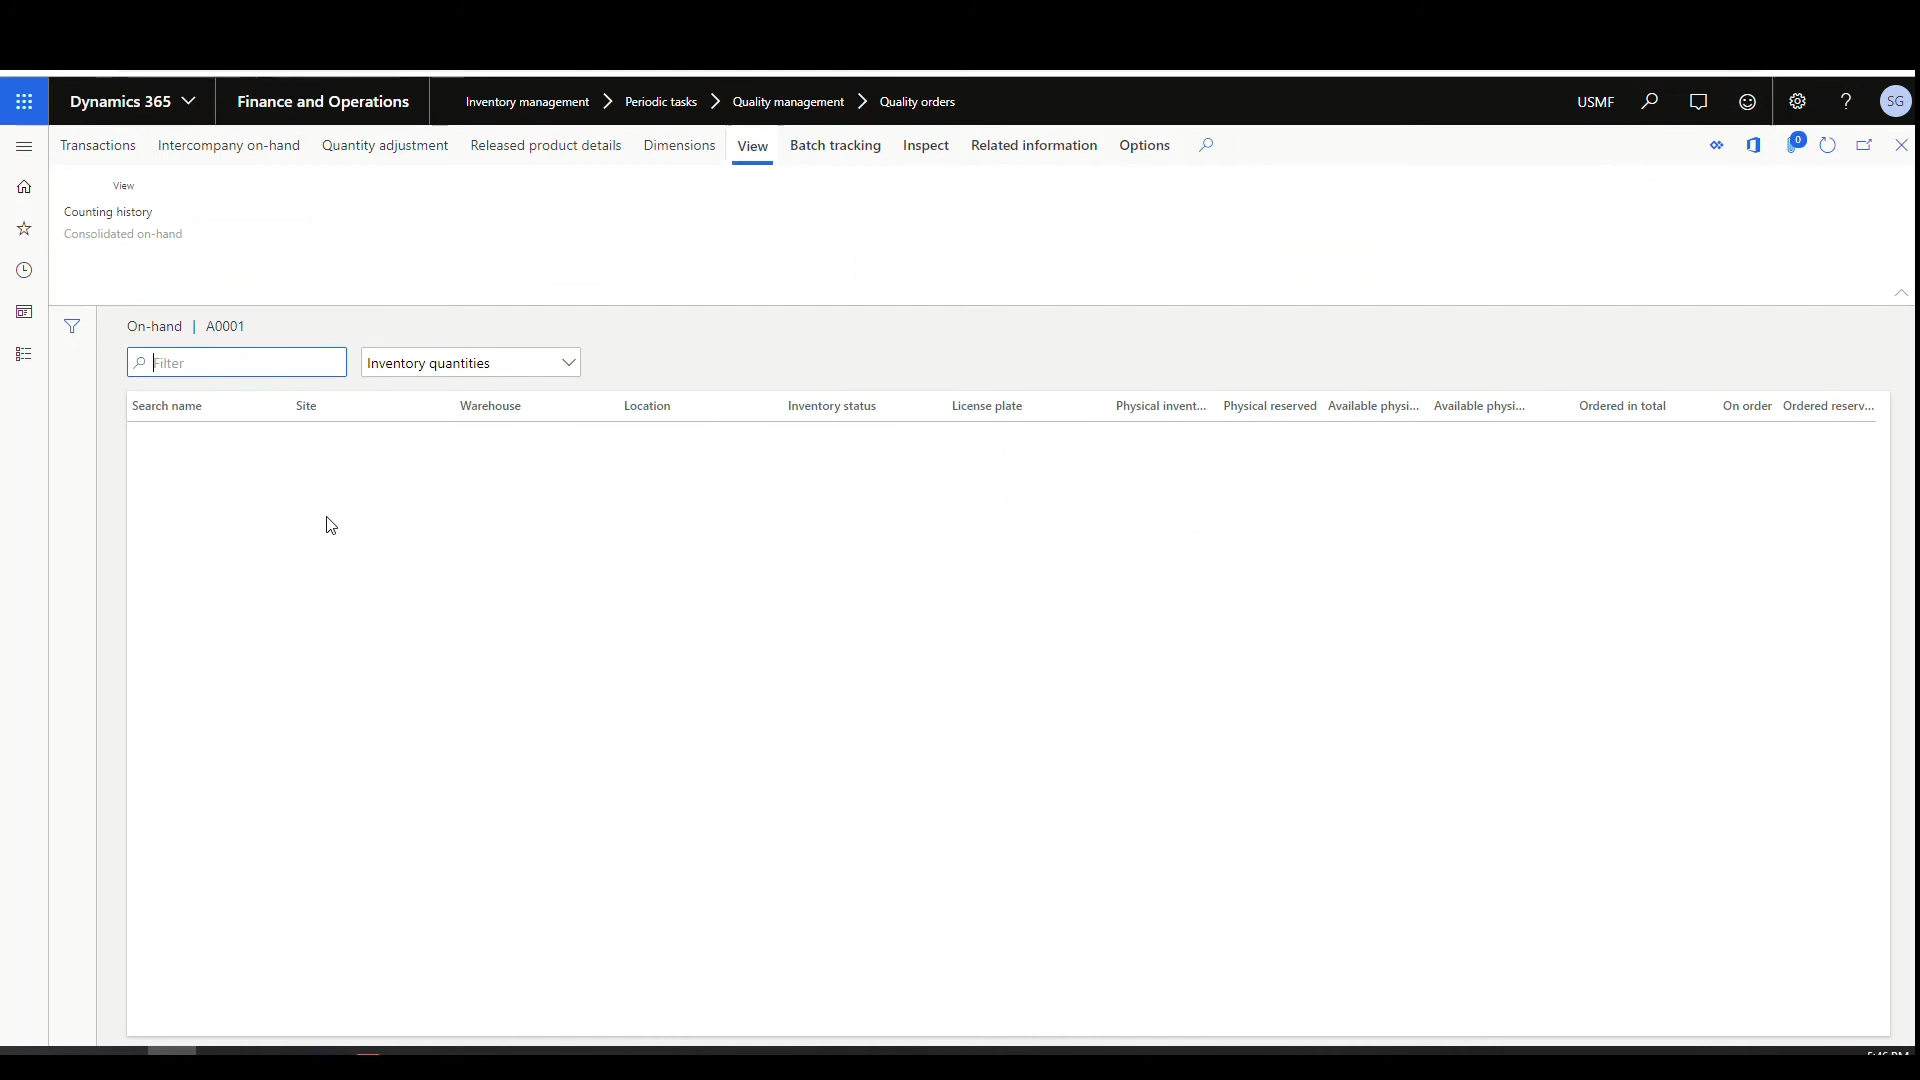 Dynamics 365 Finance and Operations Inventory management Periodic tasks Quality management Quality orders USMF ? SG
Transactions Intercompany on-hand Quantity adjustment Released product details Dimensions View Batch tracking Inspect Related information Options 0
View
Counting history
Consolidated on-hand
On-hand | A0001
Filter Inventory quantities
Search name Site Warehouse Location Inventory status License plate Physical invent... Physical reserved Available physi... Available physi... Ordered in total On order Ordered reserv...